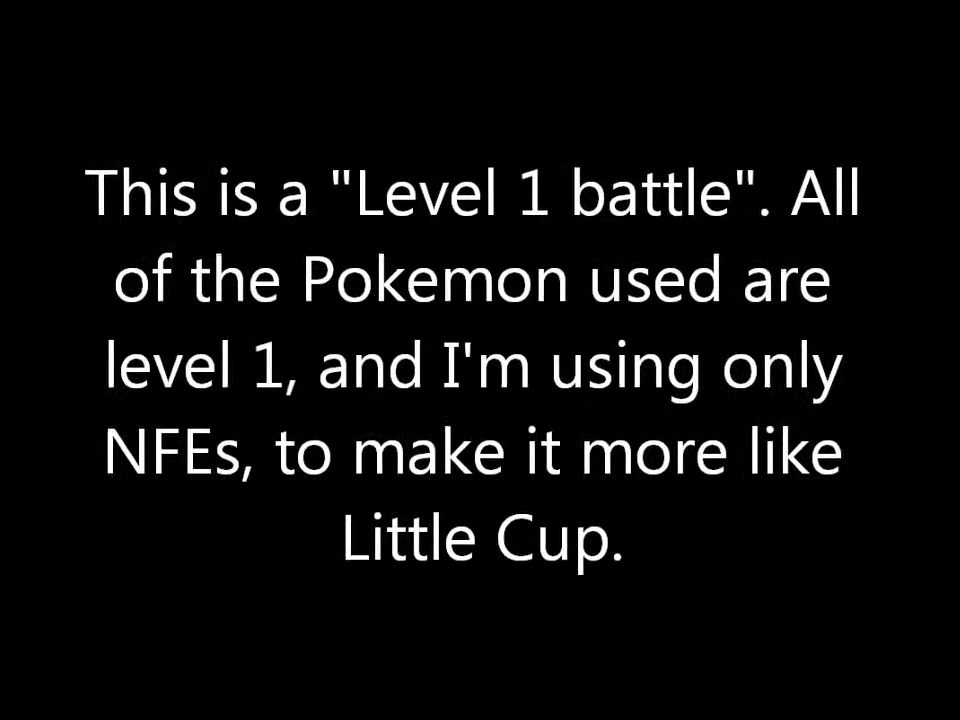 This is a "Level 1 battle". All
of the Pokemon used are
level 1, and I'm using only
NFEs, to make it more like
Little Cup.